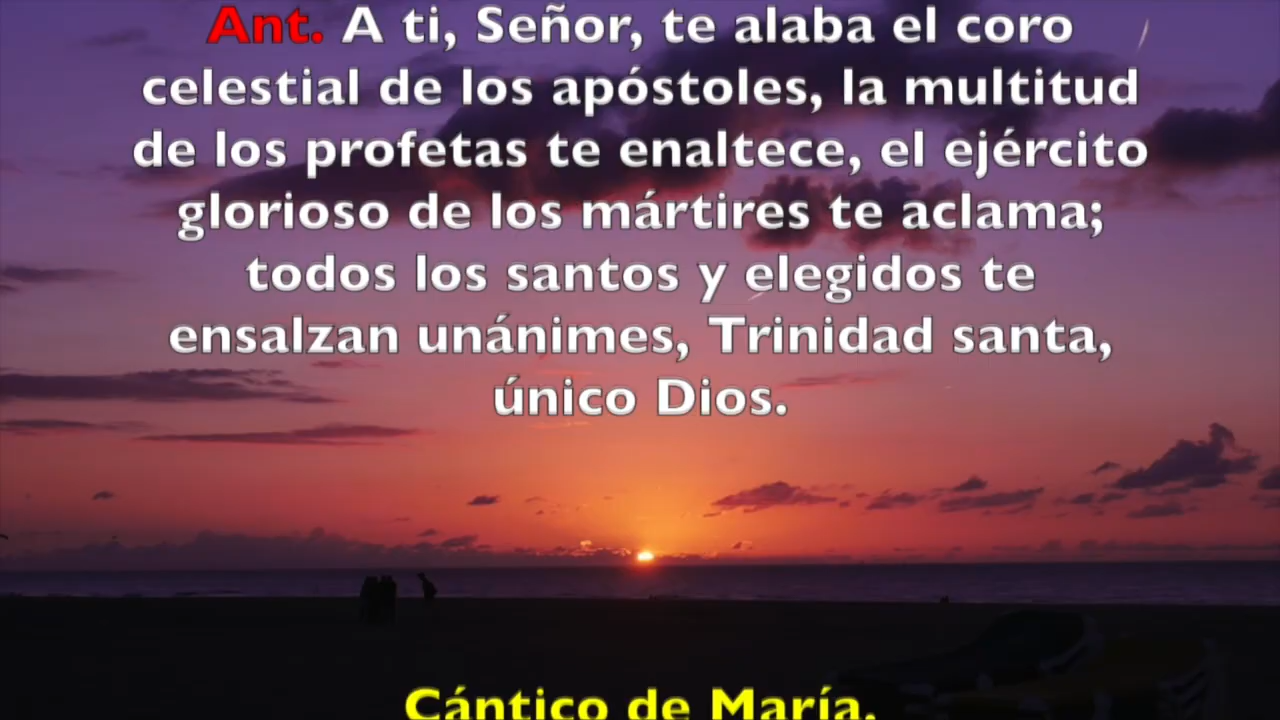 Ant. A ti, Señor, te alaba el coro
celestial de los apóstoles, la multitud
de los profetas te enaltece, el ejército
glorioso de los mártires te aclama;
todos los santos y elegidos te
ensalzan unánimes, Trinidad santa,
único Dios.
Cántico de María.